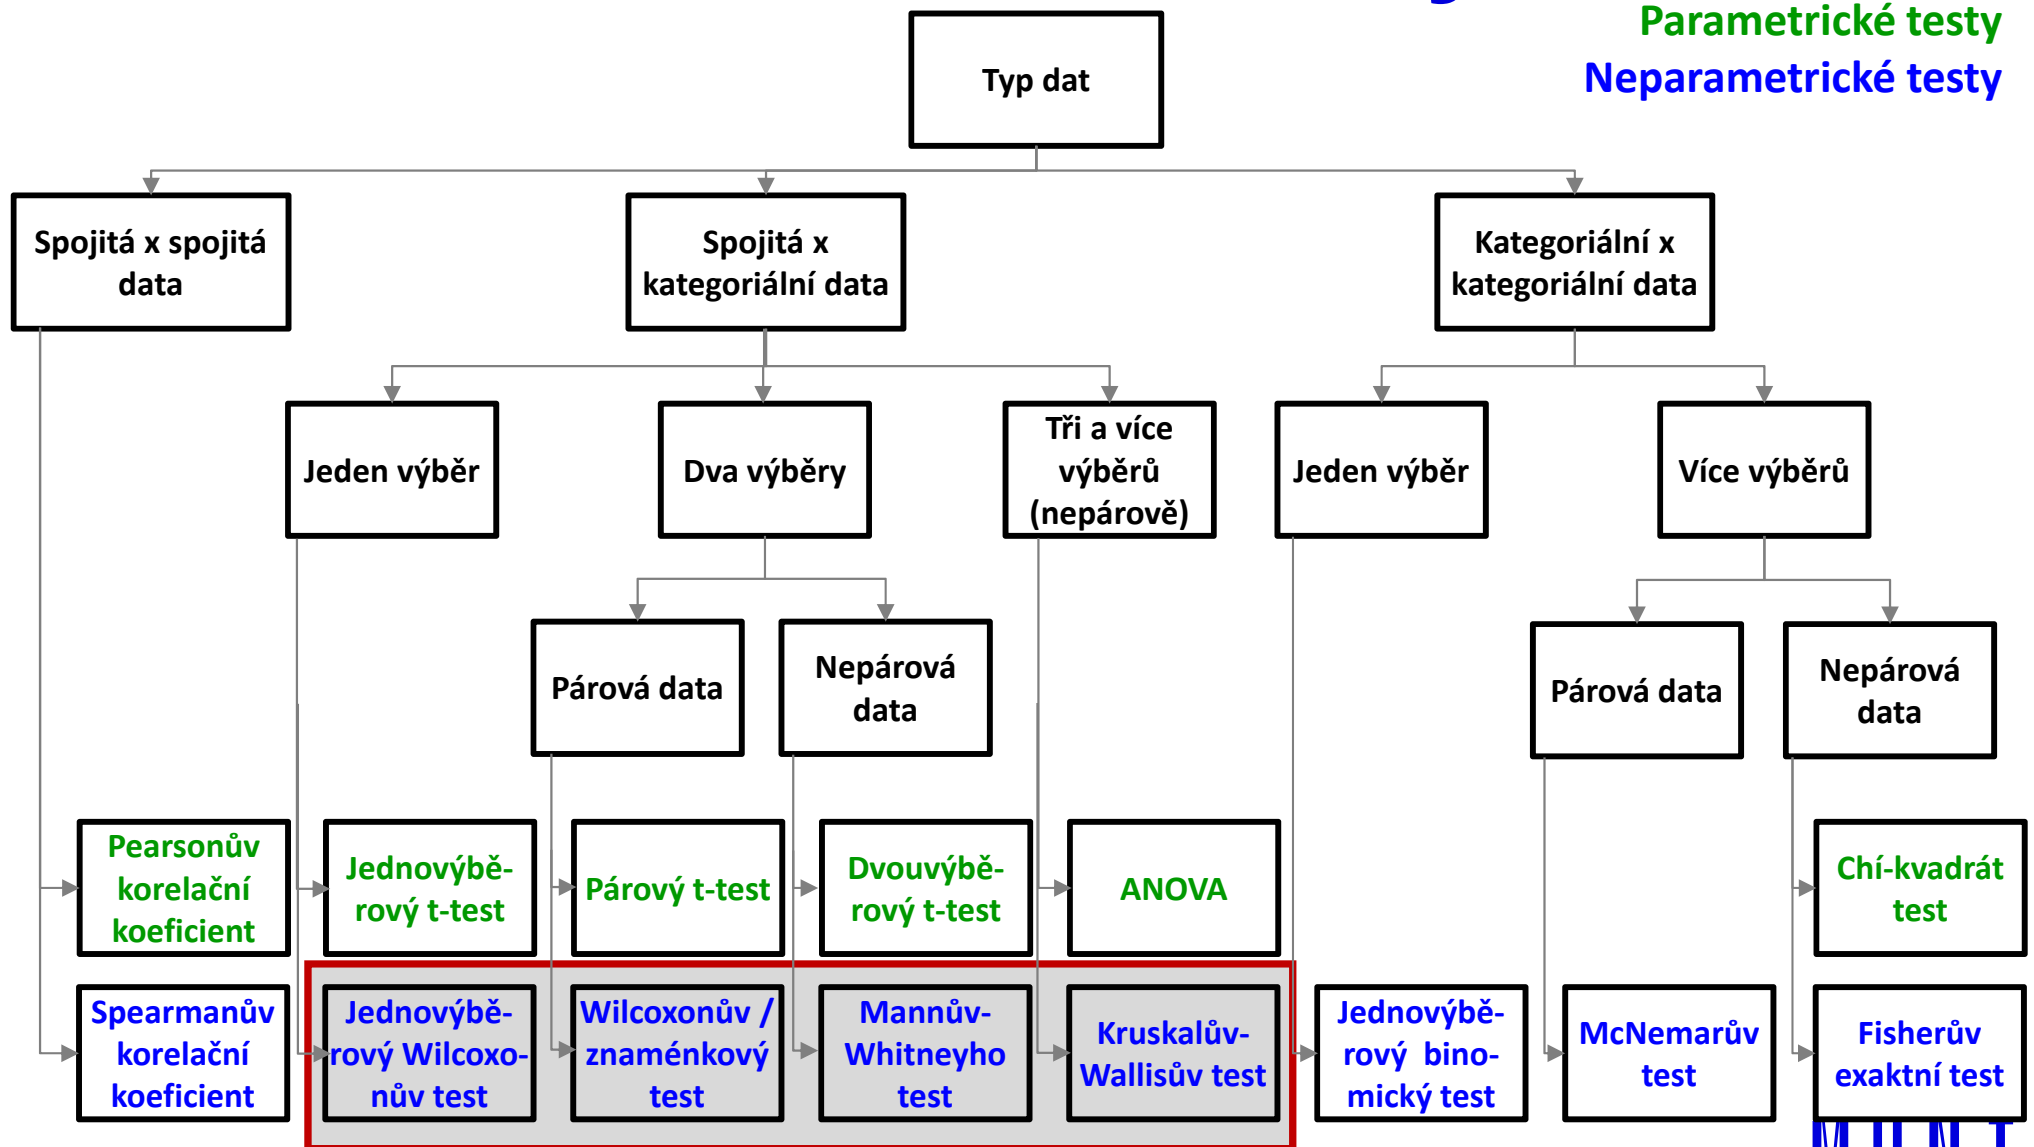 Parametrické testy
Neparametrické testy
Typ dat
Spojitá x spojitá
data
Spojitá x
kategoriální data
Kategoriální x
kategoriální data
Jeden výběr
Dva výběry
Tři a více
výběrů
(nepárově)
Jeden výběr
Více výběrů
Párová data
Nepárová
data
Párová data
Nepárová
data
Pearsonův
korelační
koeficient
Jednovýbě-
rový t-test
Párový t-test
Dvouvýbě-
rový t-test
ANOVA
Chí-kvadrát
test
Spearmanův
korelační
koeficient
Jednovýbě-
rový Wilcoxo-
nův test
Wilcoxonův /
znaménkový
test
Mannův-
Whitneyho
test
Kruskalův-
Wallisův test
Jednovýbě-
rový bino-
mický test
McNemarův
test
Fisherův
exaktní test